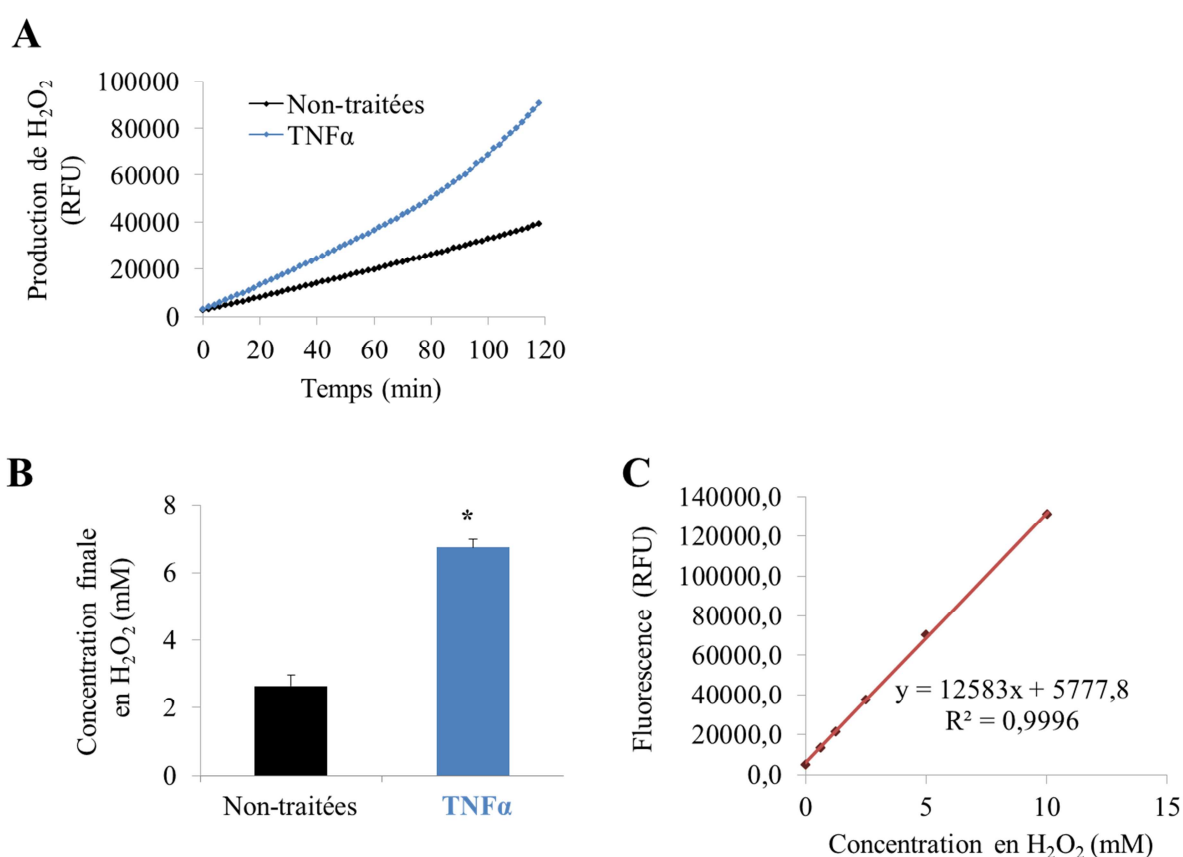 A
Production de H₂O₂
(RFU)
100000
80000
60000
40000
20000
0
Non-traitées
TNFα
0 20 40 60 80 100 120
Temps (min)
B
Concentration finale
en H₂O₂ (mM)
8
6
4
2
0
*
Non-traitées TNFα
C
Fluorescence (RFU)
140000,0
120000,0
100000,0
80000,0
60000,0
40000,0
20000,0
0,0
y = 12583x + 5777,8
R² = 0,9996
0 5 10 15
Concentration en H₂O₂ (mM)